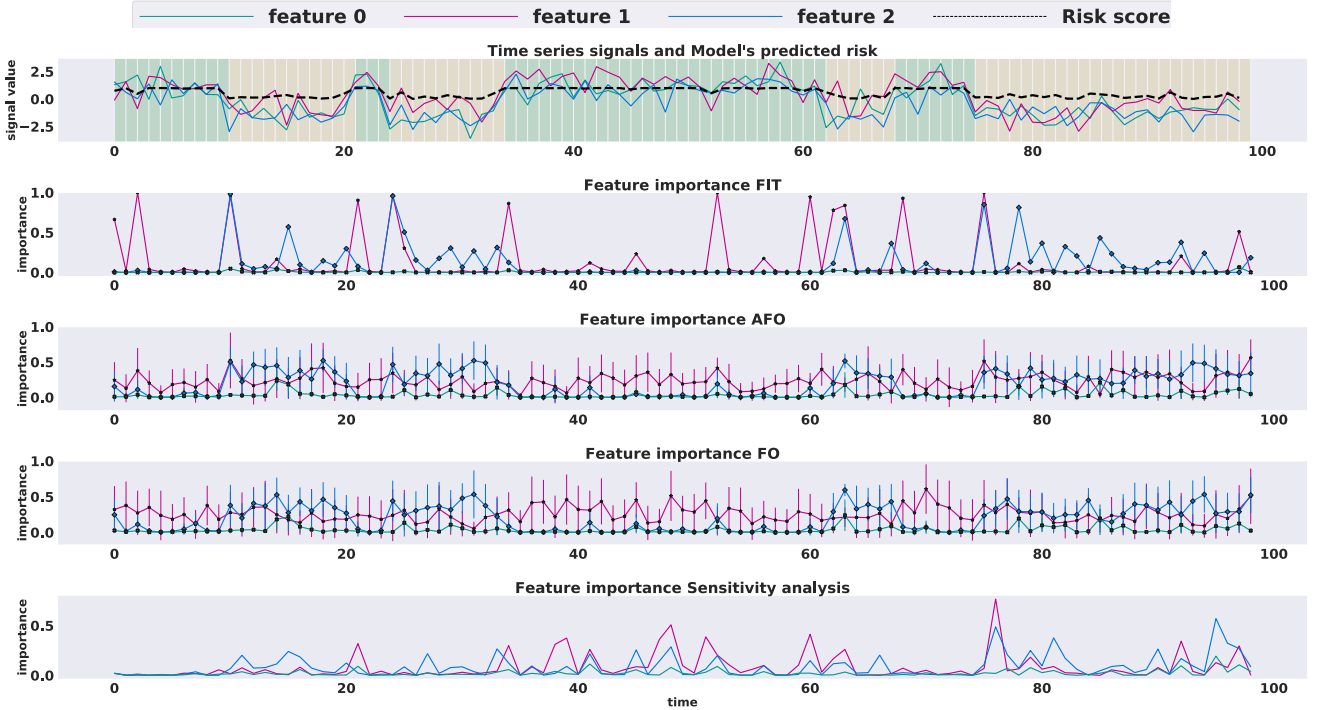 feature 0 feature 1 feature 2 Risk score
Time series signals and Model's predicted risk
signal value
2.5
0.0
−2.5
0 20 40 60 80 100
Feature importance FIT
importance
1.0
0.5
0.0
0 20 40 60 80 100
Feature importance AFO
importance
1.0
0.5
0.0
0 20 40 60 80 100
Feature importance FO
importance
1.0
0.5
0.0
0 20 40 60 80 100
Feature importance Sensitivity analysis
importance
0.5
0.0
0 20 40 60 80 100
time